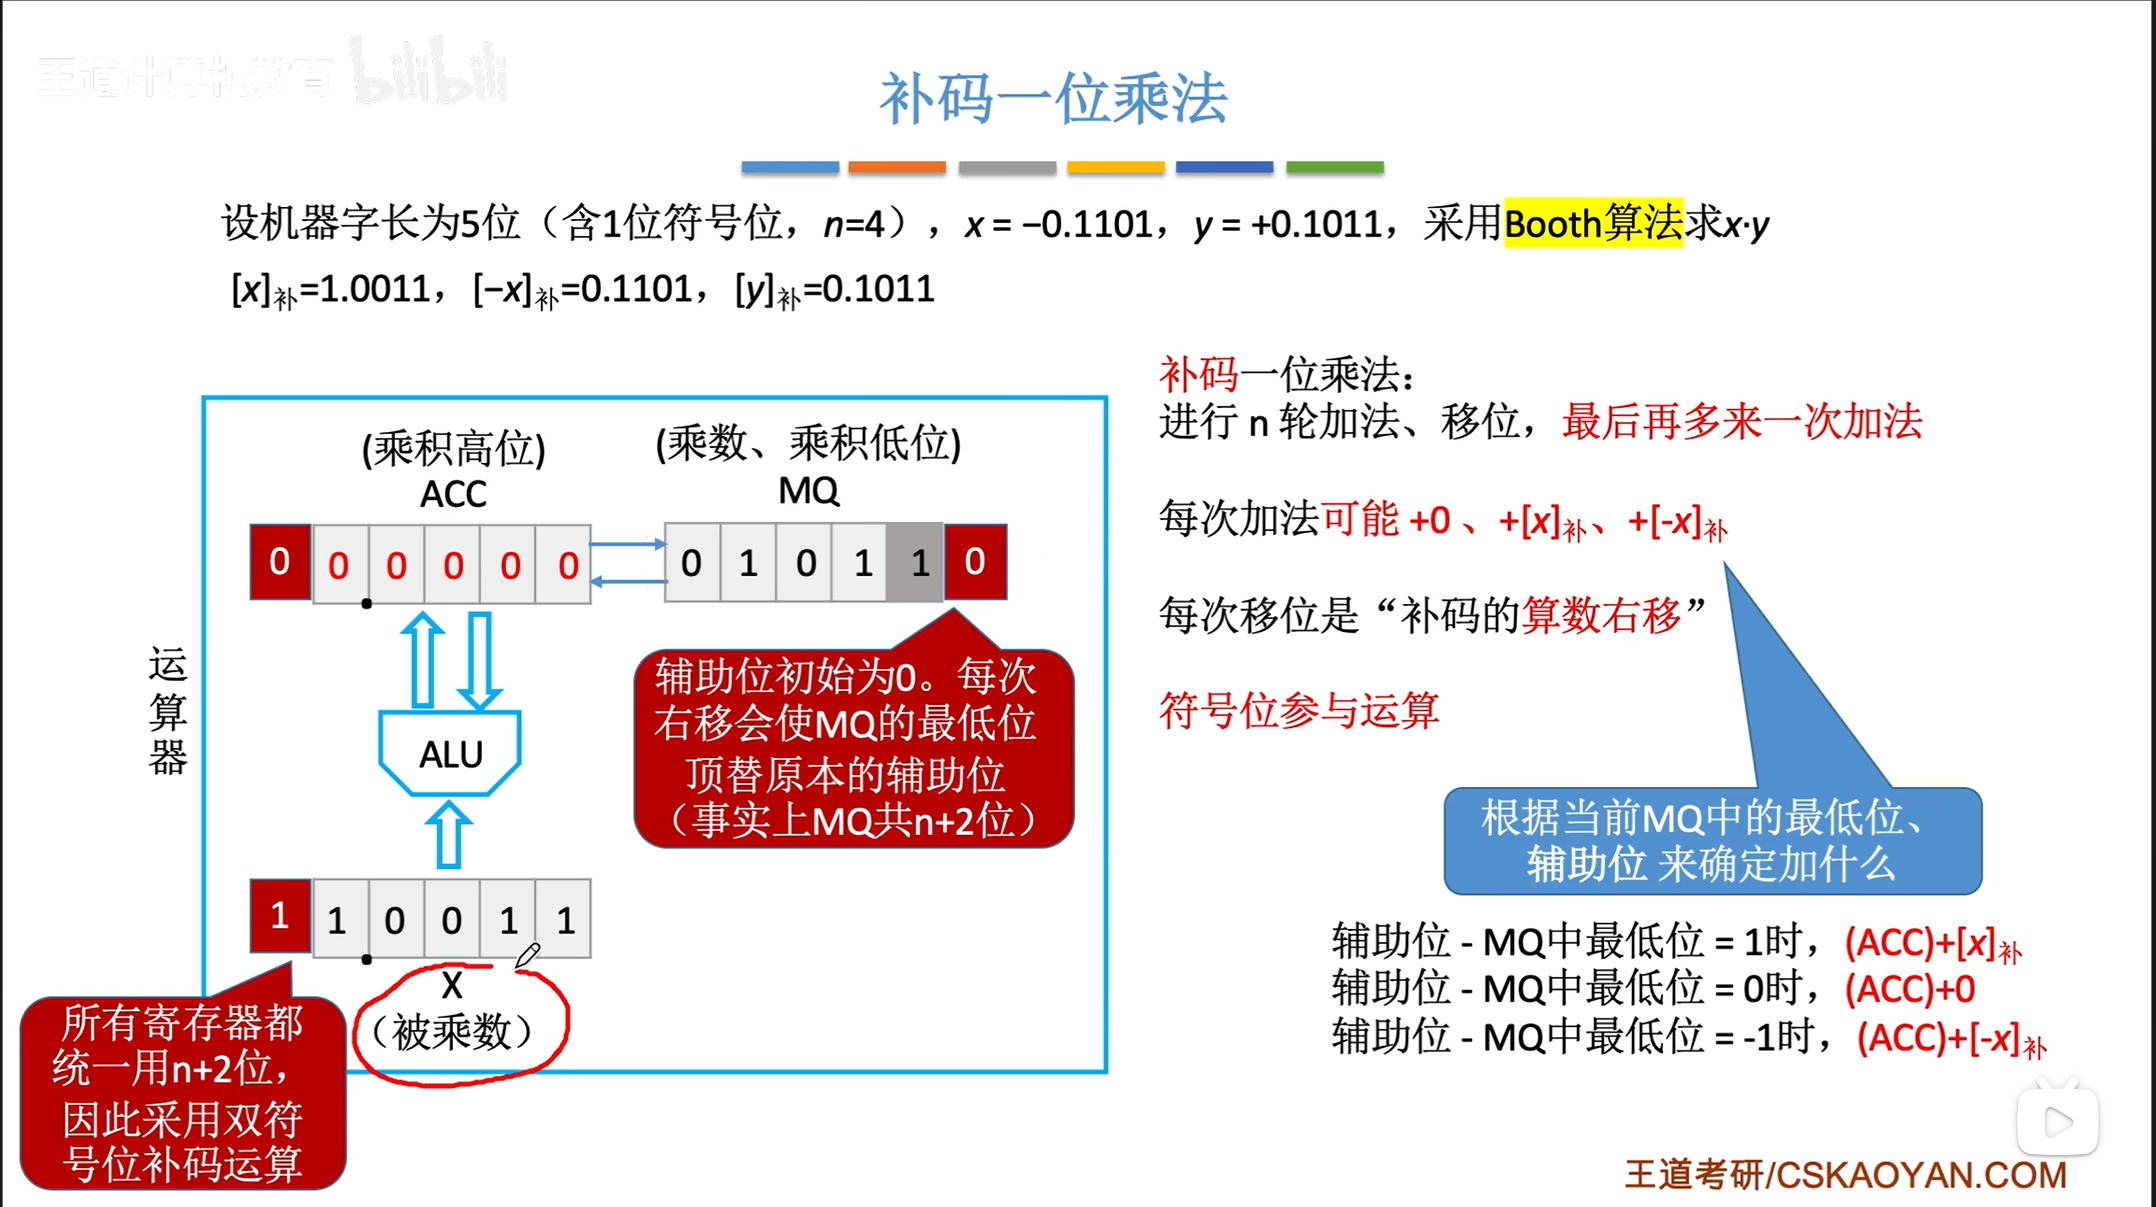 王道计算机教育 bilibili
补码一位乘法
设机器字长为5位（含1位符号位，n=4），x = −0.1101，y = +0.1011，采用Booth算法求x·y
[x]补=1.0011，[−x]补=0.1101，[y]补=0.1011
补码一位乘法：
进行 n 轮加法、移位，最后再多来一次加法
每次加法可能 +0 、+[x]补、+[-x]补
每次移位是“补码的算数右移”
符号位参与运算
根据当前MQ中的最低位、
辅助位 来确定加什么
辅助位 - MQ中最低位 = 1时，(ACC)+[x]补
辅助位 - MQ中最低位 = 0时，(ACC)+0
辅助位 - MQ中最低位 = -1时，(ACC)+[-x]补
运算器
(乘积高位)
ACC
(乘数、乘积低位)
MQ
0 0 0 0 0 0
0 1 0 1 1 0
辅助位初始为0。每次
右移会使MQ的最低位
顶替原本的辅助位
（事实上MQ共n+2位）
ALU
1 1 0 0 1 1
X
（被乘数）
所有寄存器都
统一用n+2位，
因此采用双符
号位补码运算
王道考研/CSKAOYAN.COM